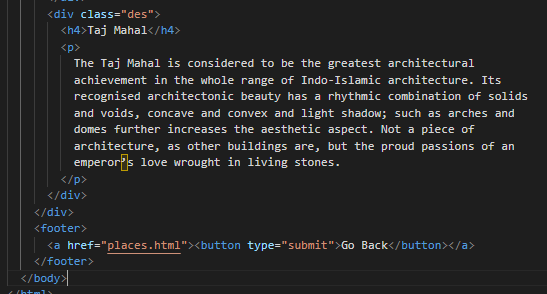 <div class="des">
<h4>Taj Mahal</h4>
<p>
The Taj Mahal is considered to be the greatest architectural
achievement in the whole range of Indo-Islamic architecture. Its
recognised architectonic beauty has a rhythmic combination of solids
and voids, concave and convex and light shadow; such as arches and
domes further increases the aesthetic aspect. Not a piece of
architecture, as other buildings are, but the proud passions of an
emperor’s love wrought in living stones.
</p>
</div>
</div>
<footer>
<a href="places.html"><button type="submit">Go Back</button></a>
</footer>
</body>
</html>